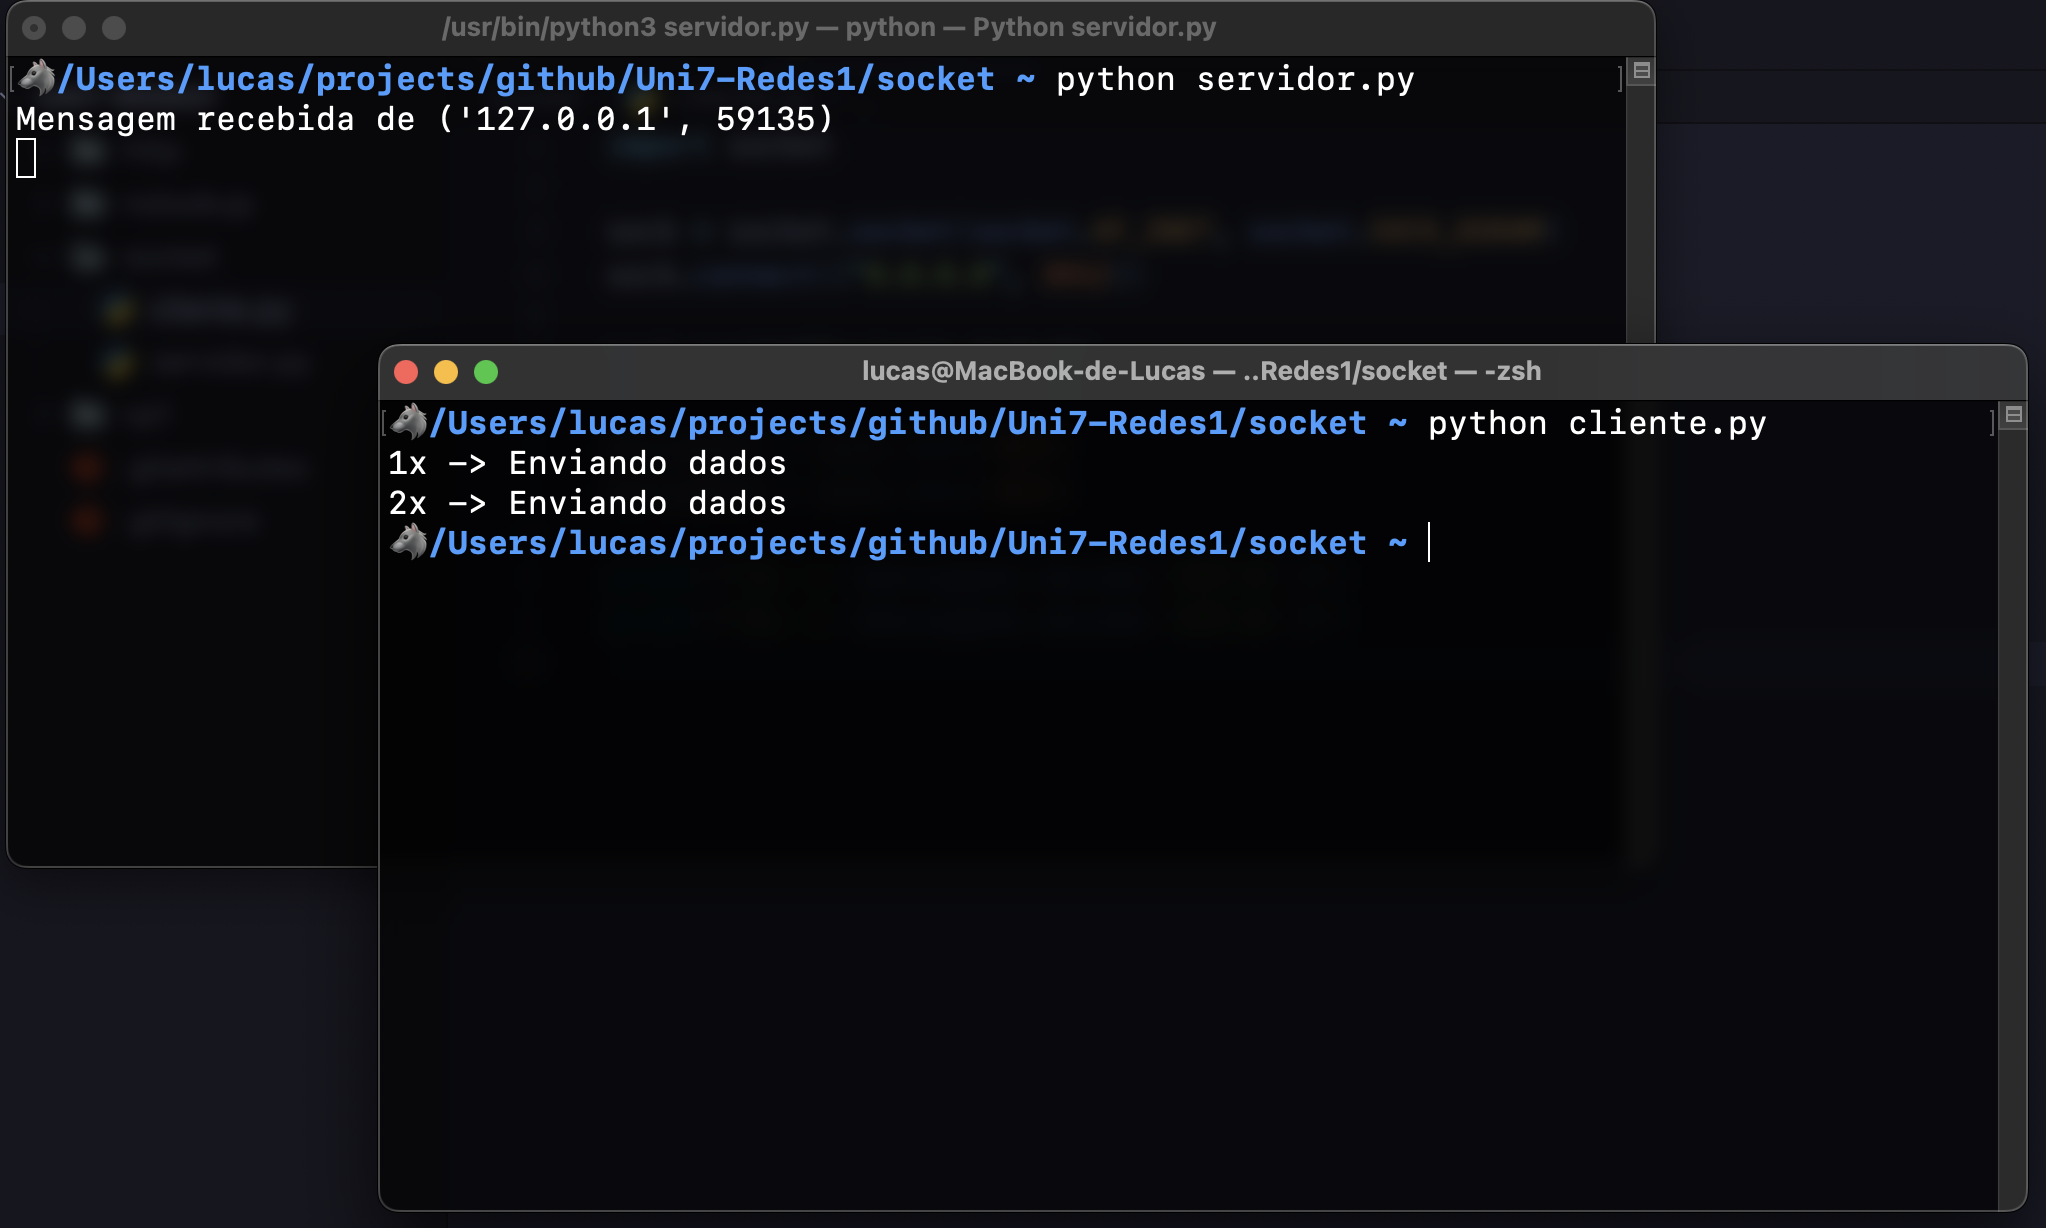 /usr/bin/python3 servidor.py — python — Python servidor.py
/Users/lucas/projects/github/Uni7-Redes1/socket ~ python servidor.py
Mensagem recebida de ('127.0.0.1', 59135)
lucas@MacBook-de-Lucas — ..Redes1/socket — -zsh
/Users/lucas/projects/github/Uni7-Redes1/socket ~ python cliente.py
1x -> Enviando dados
2x -> Enviando dados
/Users/lucas/projects/github/Uni7-Redes1/socket ~